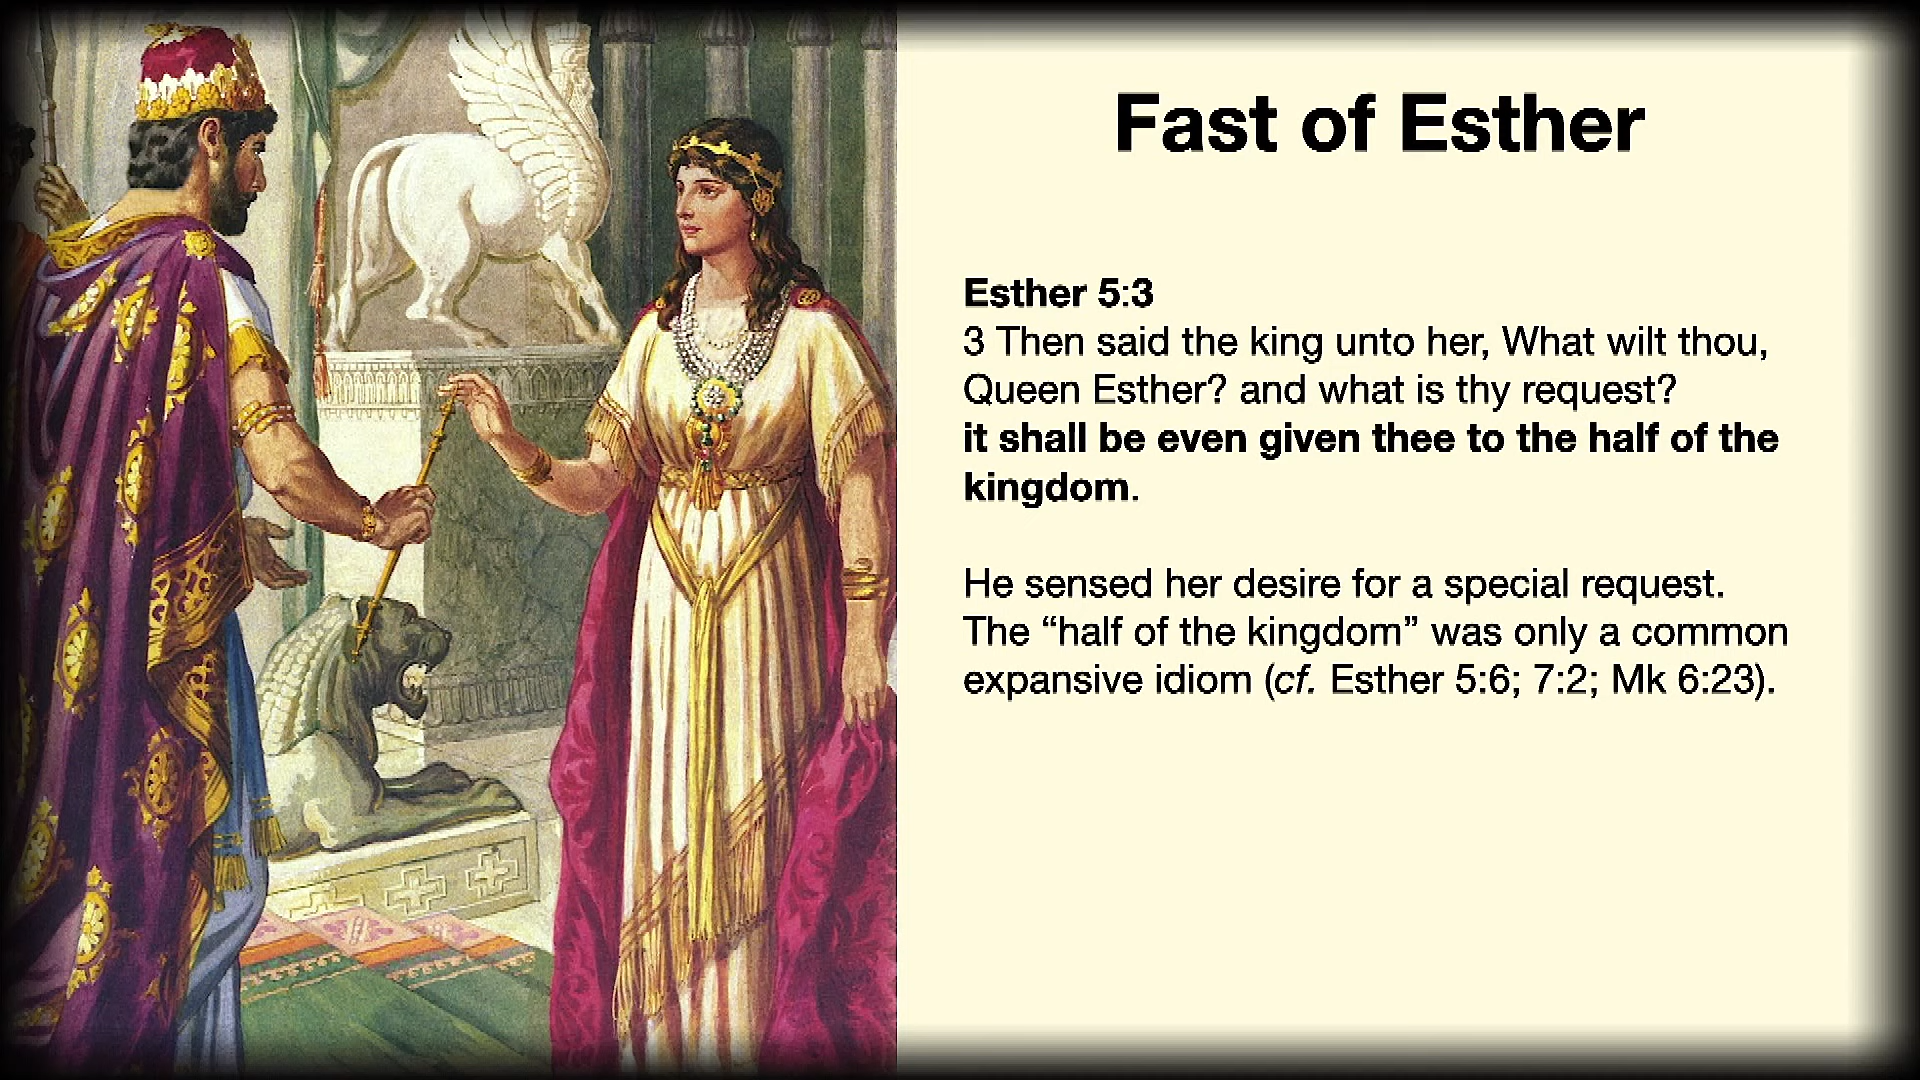 Fast of Esther
Esther 5:3
3 Then said the king unto her, What wilt thou,
Queen Esther? and what is thy request?
it shall be even given thee to the half of the
kingdom.
He sensed her desire for a special request.
The “half of the kingdom” was only a common
expansive idiom (cf. Esther 5:6; 7:2; Mk 6:23).